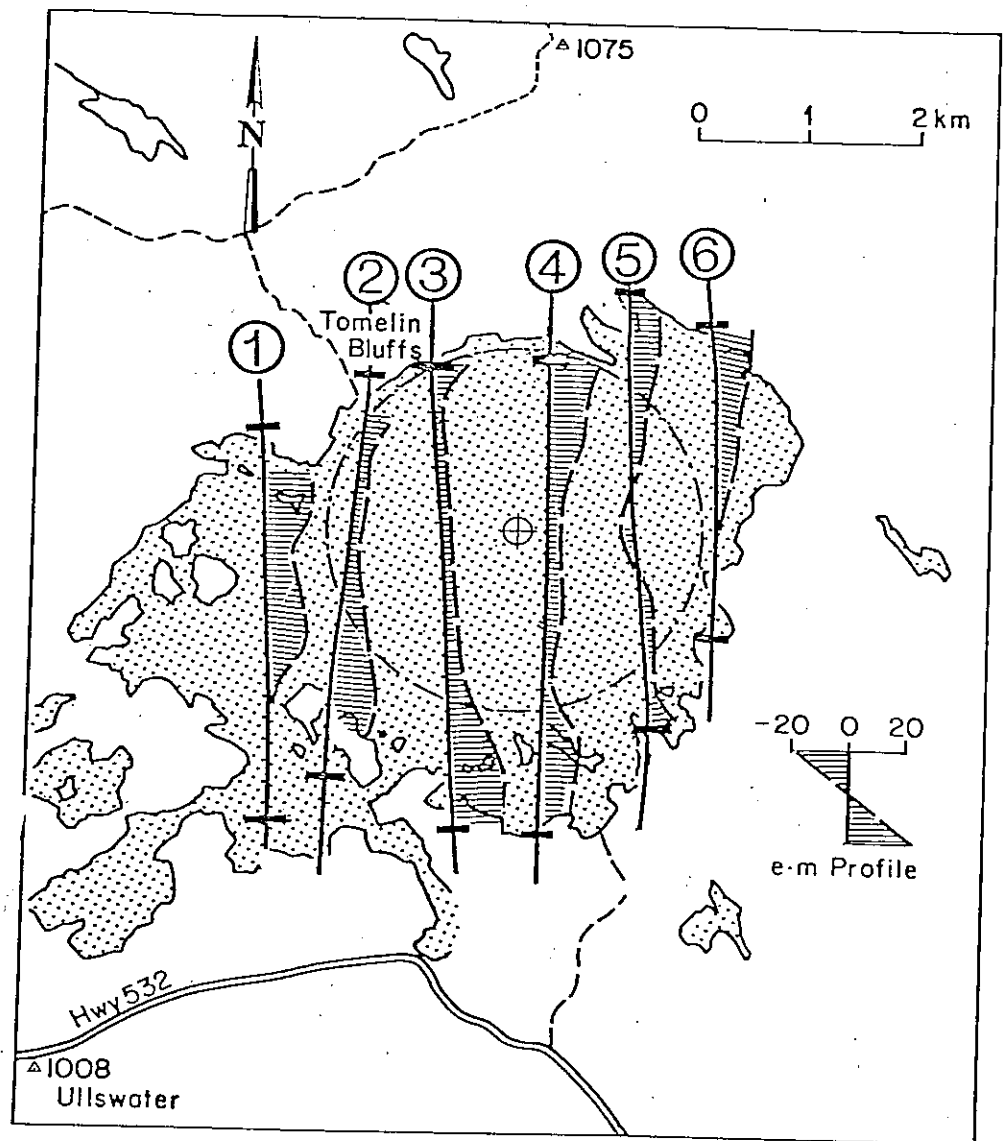 △1075
0 1 2 km
N
① ② ③ ④ ⑤ ⑥
Tomelin
Bluffs
-20 0 20
e-m Profile
Hwy 532
△1008
Ullswater